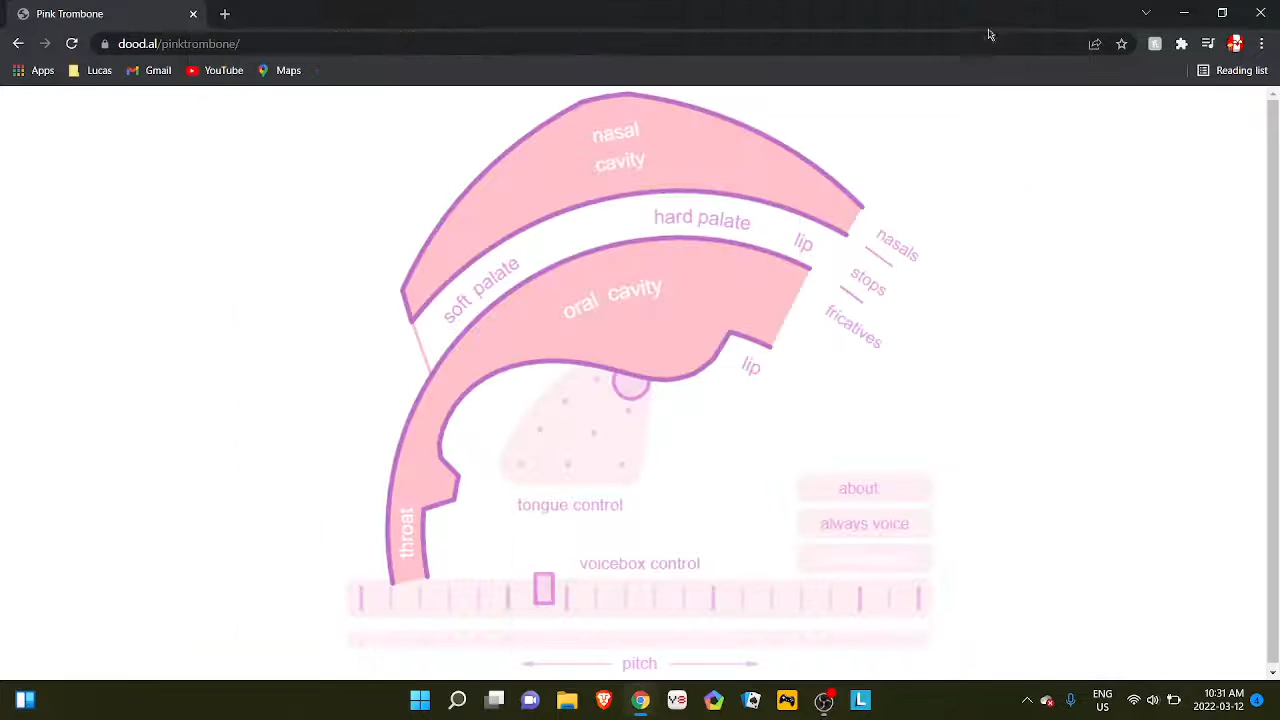 Pink Trombone
dood.al/pinktrombone/
Apps
Lucas
Gmail
YouTube
Maps
Reading list
nasal
cavity
hard palate
lip
nasals
soft palate
stops
oral cavity
fricatives
lip
tongue control
about
throat
always voice
voicebox control
pitch
ENG
US
10:31 AM
2022-03-12
4